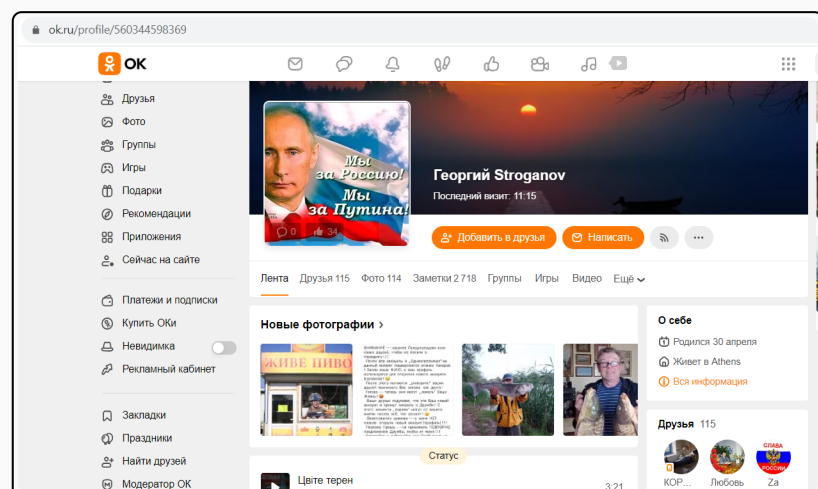 ok.ru/profile/560344598369
ОК
Друзья
Фото
Группы
Игры
Подарки
Рекомендации
Приложения
Сейчас на сайте
Платежи и подписки
Купить ОКи
Невидимка
Рекламный кабинет
Закладки
Праздники
Найти друзей
Модератор ОК
Мы
за Россию!
Мы
за Путина!
0 34
Георгий Stroganov
Последний визит: 11:15
Добавить в друзья
Написать
Лента Друзья 115 Фото 114 Заметки 2 718 Группы Игры Видео Ещё
Новые фотографии
ЖИВЕ ПИВО
Статус
Цвіте терен
3:21
О себе
Родился 30 апреля
Живет в Athens
Вся информация
Друзья 115
СЛАВА
РОССИИ
КОР...
Любовь
Za